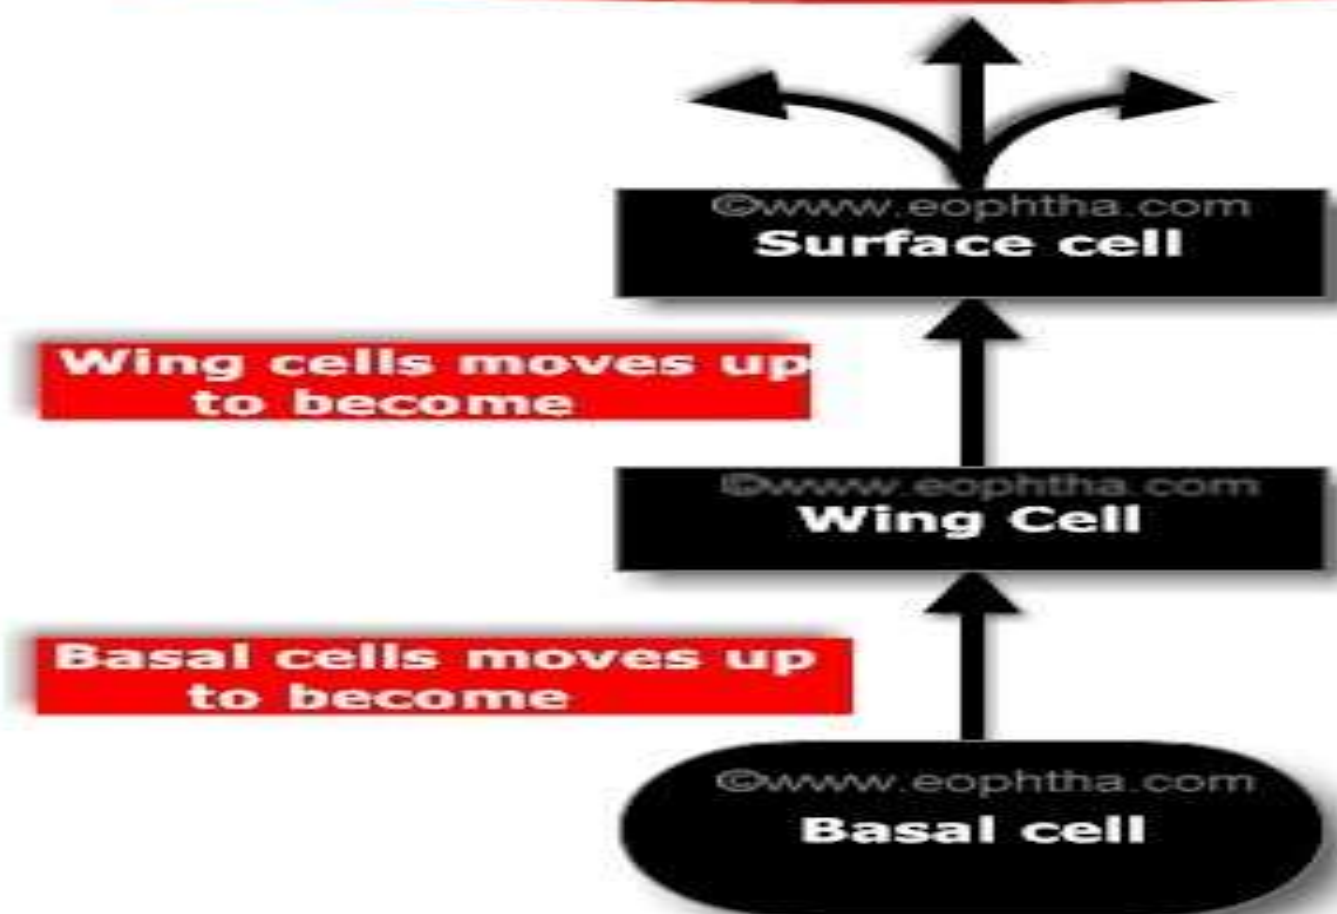 ©www.eophtha.com
Surface cell
Wing cells moves up
to become
©www.eophtha.com
Wing Cell
Basal cells moves up
to become
©www.eophtha.com
Basal cell